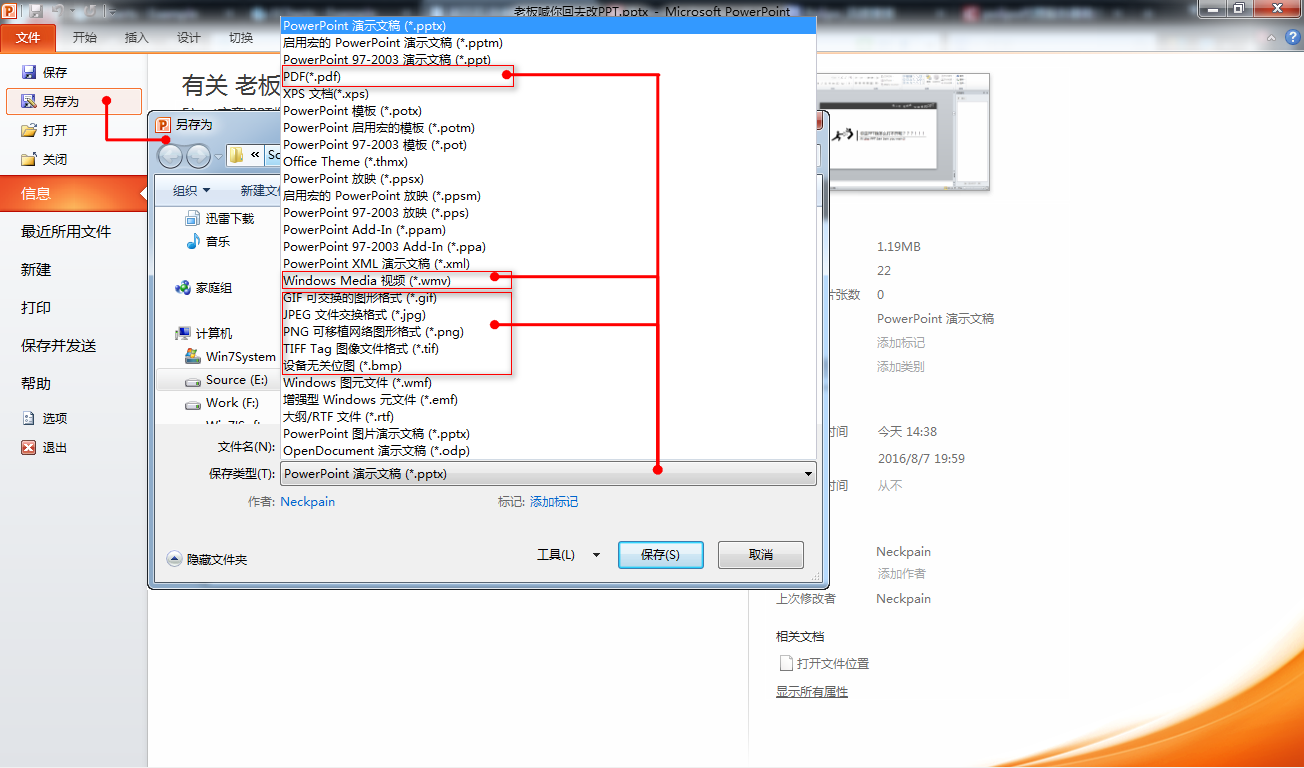 老板喊你回去改PPT.pptx - Microsoft PowerPoint
文件 开始 插入 设计 切换
保存
另存为
打开
关闭
信息
最近所用文件
新建
打印
保存并发送
帮助
选项
退出
有关 老板
另存为
组织
新建文
迅雷下载
音乐
家庭组
计算机
Win7System
Source (E:)
Work (F:)
PowerPoint 演示文稿 (*.pptx)
启用宏的 PowerPoint 演示文稿 (*.pptm)
PowerPoint 97-2003 演示文稿 (*.ppt)
PDF(*.pdf)
XPS 文档(*.xps)
PowerPoint 模板 (*.potx)
PowerPoint 启用宏的模板 (*.potm)
PowerPoint 97-2003 模板 (*.pot)
Office Theme (*.thmx)
PowerPoint 放映 (*.ppsx)
启用宏的 PowerPoint 放映 (*.ppsm)
PowerPoint 97-2003 放映 (*.pps)
PowerPoint Add-In (*.ppam)
PowerPoint 97-2003 Add-In (*.ppa)
PowerPoint XML 演示文稿 (*.xml)
Windows Media 视频 (*.wmv)
GIF 可交换的图形格式 (*.gif)
JPEG 文件交换格式 (*.jpg)
PNG 可移植网络图形格式 (*.png)
TIFF Tag 图像文件格式 (*.tif)
设备无关位图 (*.bmp)
Windows 图元文件 (*.wmf)
增强型 Windows 元文件 (*.emf)
大纲/RTF 文件 (*.rtf)
PowerPoint 图片演示文稿 (*.pptx)
OpenDocument 演示文稿 (*.odp)
文件名(N):
保存类型(T): PowerPoint 演示文稿 (*.pptx)
作者: Neckpain 标记: 添加标记
隐藏文件夹 工具(L) 保存(S) 取消
1.19MB
22
片张数 0
PowerPoint 演示文稿
添加标记
添加类别
时间 今天 14:38
2016/8/7 19:59
时间 从不
Neckpain
添加作者
上次修改者 Neckpain
相关文档
打开文件位置
显示所有属性